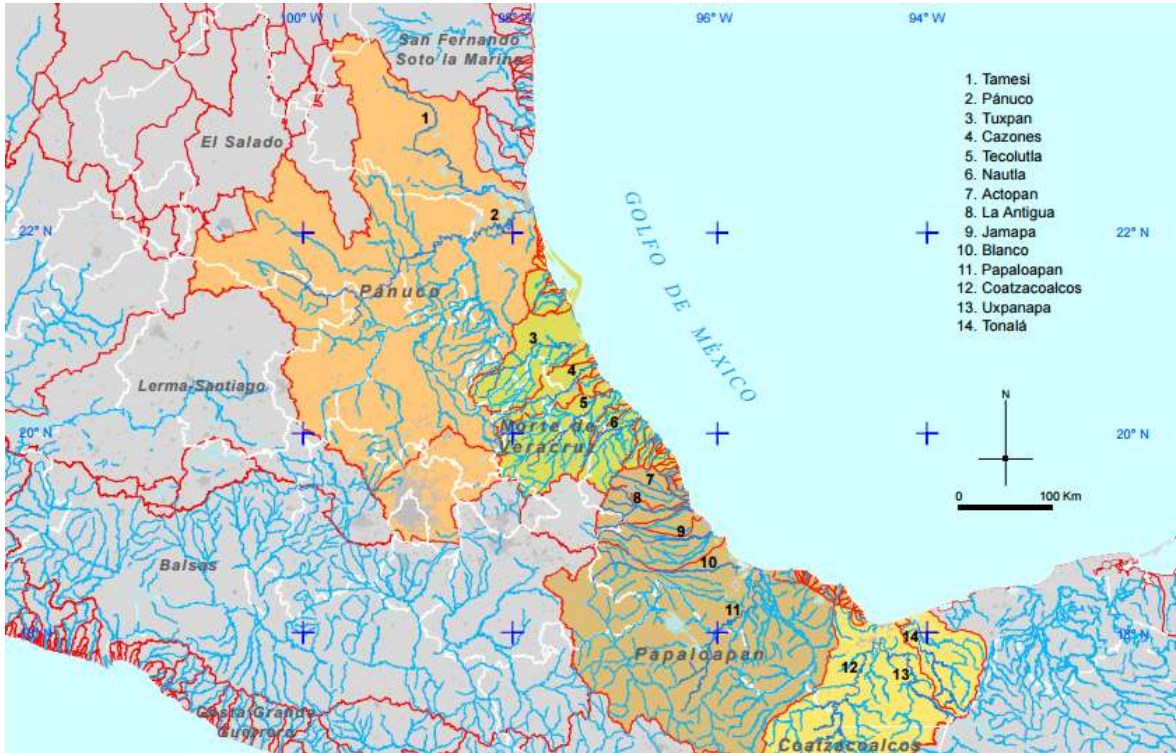 100° W
98° W
96° W
94° W
San Fernando
Soto la Marina
1. Tamesi
2. Pánuco
3. Tuxpan
4. Cazones
5. Tecolutla
6. Nautla
7. Actopan
8. La Antigua
9. Jamapa
10. Blanco
11. Papaloapan
12. Coatzacoalcos
13. Uxpanapa
14. Tonalá
1
El Salado
2
22° N
22° N
GOLFO DE MÉXICO
Pánuco
3
4
Lerma-Santiago
5
6
N
Norte de
Veracruz
20° N
20° N
7
8
0
100 Km
9
10
Balsas
11
18° N
18° N
14
Papaloapan
12
13
Costa Grande
Guerrero
Coatzacoalcos